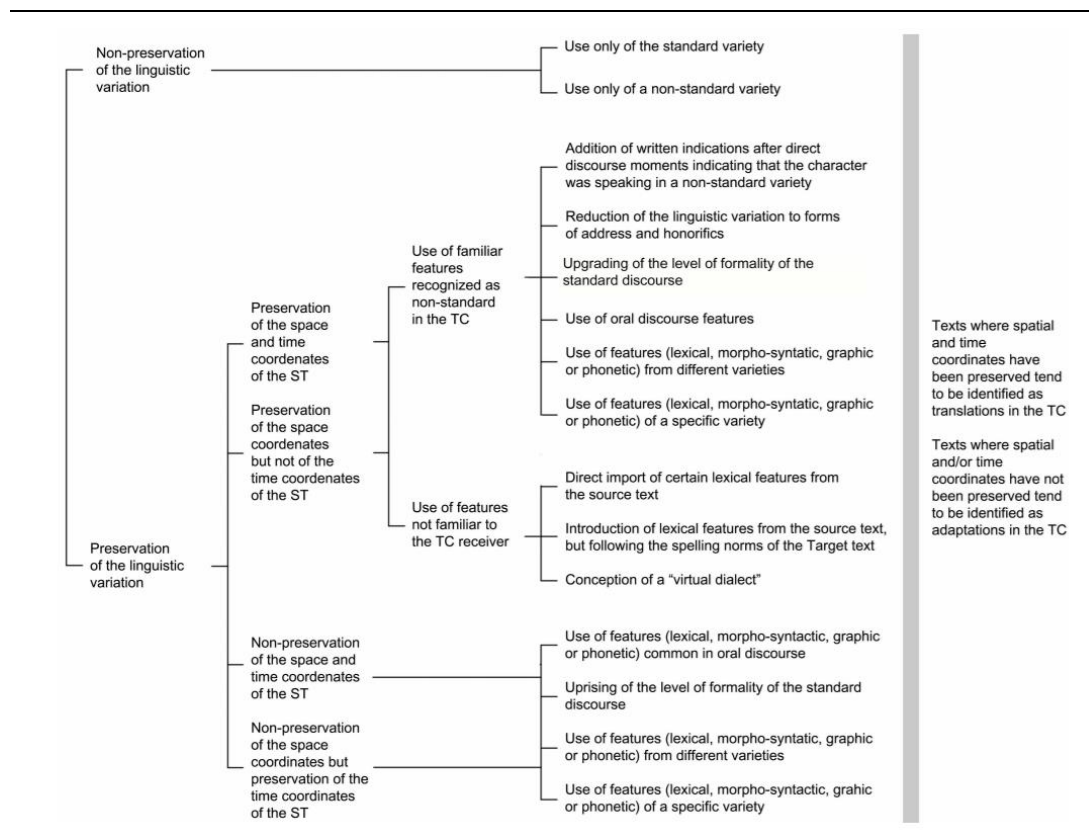 Non-preservation
of the linguistic
variation
Use only of the standard variety
Use only of a non-standard variety
Addition of written indications after direct
discourse moments indicating that the character
was speaking in a non-standard variety
Reduction of the linguistic variation to forms
of address and honorifics
Use of familiar
features
recognized as
non-standard
in the TC
Upgrading of the level of formality of the
standard discourse
Preservation
of the space
and time
coordenates
of the ST
Use of oral discourse features
Use of features (lexical, morpho-syntatic, graphic
or phonetic) from different varieties
Use of features (lexical, morpho-syntatic, graphic
or phonetic) of a specific variety
Preservation
of the space
coordenates
but not of the
time coordenates
of the ST
Use of features
not familiar to
the TC receiver
Direct import of certain lexical features from
the source text
Introduction of lexical features from the source text,
but following the spelling norms of the Target text
Conception of a “virtual dialect”
Preservation
of the linguistic
variation
Non-preservation
of the space and
time coordenates
of the ST
Use of features (lexical, morpho-syntactic, graphic
or phonetic) common in oral discourse
Uprising of the level of formality of the standard
discourse
Non-preservation
of the space
coordinates but
preservation of the
time coordinates
of the ST
Use of features (lexical, morpho-syntactic, graphic
or phonetic) from different varieties
Use of features (lexical, morpho-syntactic, grahic
or phonetic) of a specific variety
Texts where spatial
and time
coordinates have
been preserved tend
to be identified as
translations in the TC
Texts where spatial
and/or time
coordinates have not
been preserved tend
to be identified as
adaptations in the TC